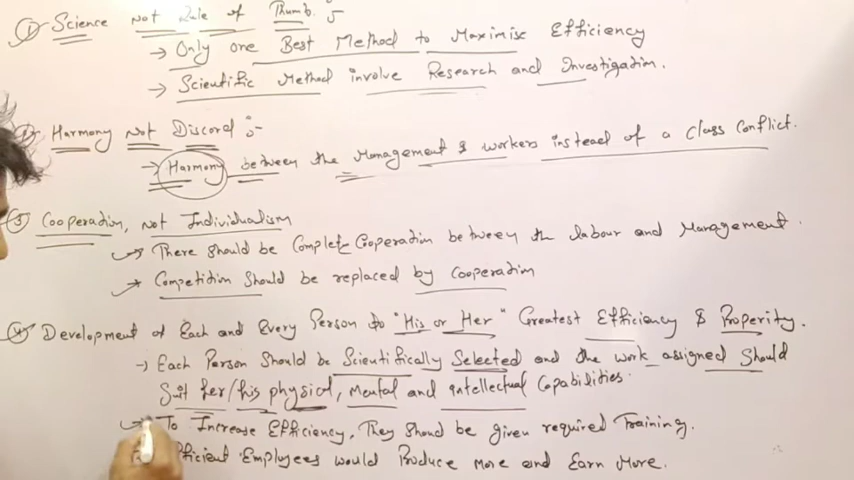 ① Science not Rule of Thumb :-
→ Only one Best Method to Maximise Efficiency
→ Scientific Method involve Research and Investigation.
Harmony Not Discord :-
→ Harmony between the Management & workers instead of a Class Conflict.
③ Cooperation, not Individualism
→ There should be Complete Cooperation between the labour and Management.
→ Competition should be replaced by Cooperation
④ Development of Each and Every Person to "His or Her" Greatest Efficiency & Properity.
→ Each Person should be Scientifically Selected and the work assigned Should
Suit her/his physical, Mental and intellectual Capabilities.
→ To Increase Efficiency, They should be given required Training.
Employees would Produce More and Earn More.